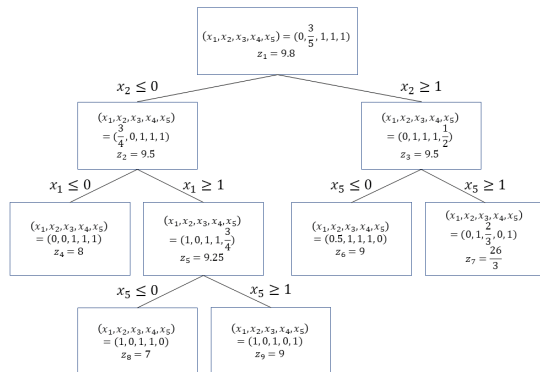 (x₁, x₂, x₃, x₄, x₅) = (0, 3/5, 1, 1, 1)
z₁ = 9.8
x₂ ≤ 0
x₂ ≥ 1
(x₁, x₂, x₃, x₄, x₅)
= (3/4, 0, 1, 1, 1)
z₂ = 9.5
(x₁, x₂, x₃, x₄, x₅)
= (0, 1, 1, 1, 1/2)
z₃ = 9.5
x₁ ≤ 0
x₁ ≥ 1
x₅ ≤ 0
x₅ ≥ 1
(x₁, x₂, x₃, x₄, x₅)
= (0, 0, 1, 1, 1)
z₄ = 8
(x₁, x₂, x₃, x₄, x₅)
= (1, 0, 1, 1, 3/4)
z₅ = 9.25
(x₁, x₂, x₃, x₄, x₅)
= (0.5, 1, 1, 1, 0)
z₆ = 9
(x₁, x₂, x₃, x₄, x₅)
= (0, 1, 2/3, 0, 1)
z₇ = 26/3
x₅ ≤ 0
x₅ ≥ 1
(x₁, x₂, x₃, x₄, x₅)
= (1, 0, 1, 1, 0)
z₈ = 7
(x₁, x₂, x₃, x₄, x₅)
= (1, 0, 1, 0, 1)
z₉ = 9